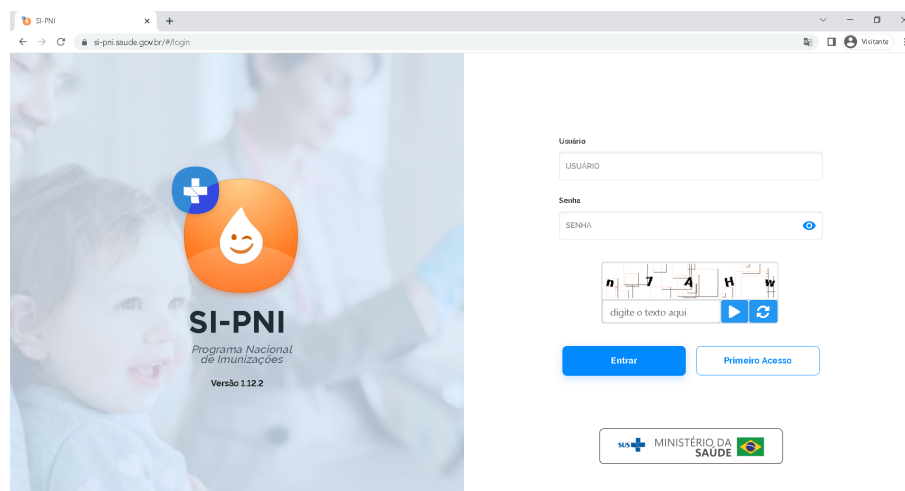 SI-PNI
si-pni.saude.gov.br/#/login
Visitante
SI-PNI
Programa Nacional
de Imunizações
Versão 1.12.2
Usuário
USUÁRIO
Senha
SENHA
n 7 A H w
digite o texto aqui
Entrar
Primeiro Acesso
SUS
MINISTÉRIO DA
SAÚDE